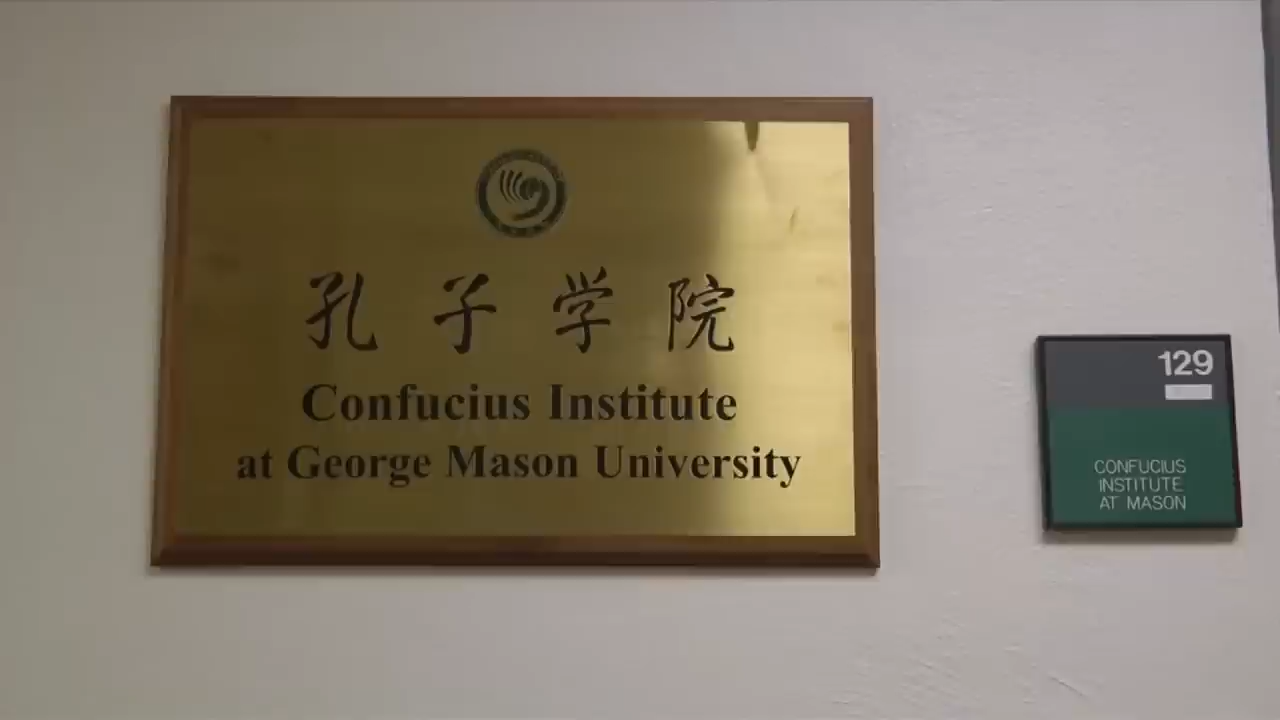 孔子学院
Confucius Institute
at George Mason University
129
CONFUCIUS
INSTITUTE
AT MASON